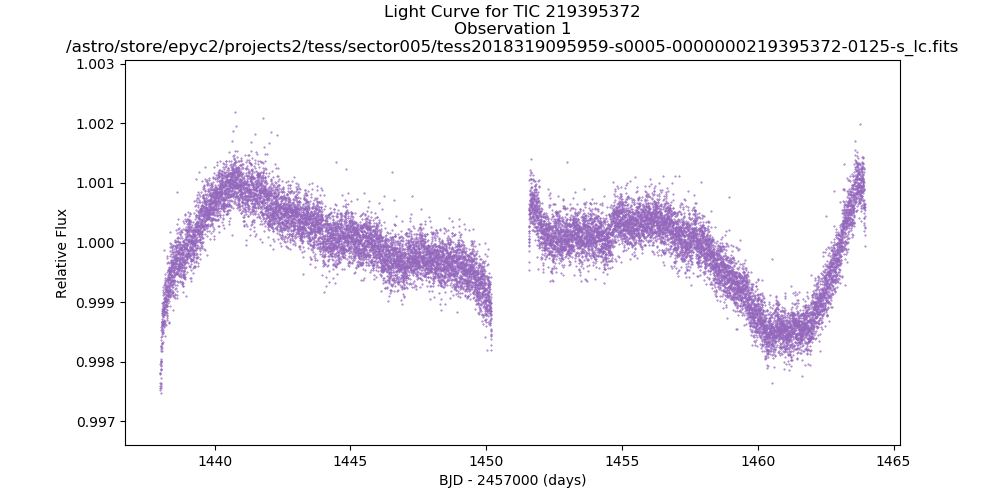 Light Curve for TIC 219395372
Observation 1
/astro/store/epyc2/projects2/tess/sector005/tess2018319095959-s0005-0000000219395372-0125-s_lc.fits
1.003
1.002
1.001
1.000
0.999
0.998
0.997
Relative Flux
1440 1445 1450 1455 1460 1465
BJD - 2457000 (days)